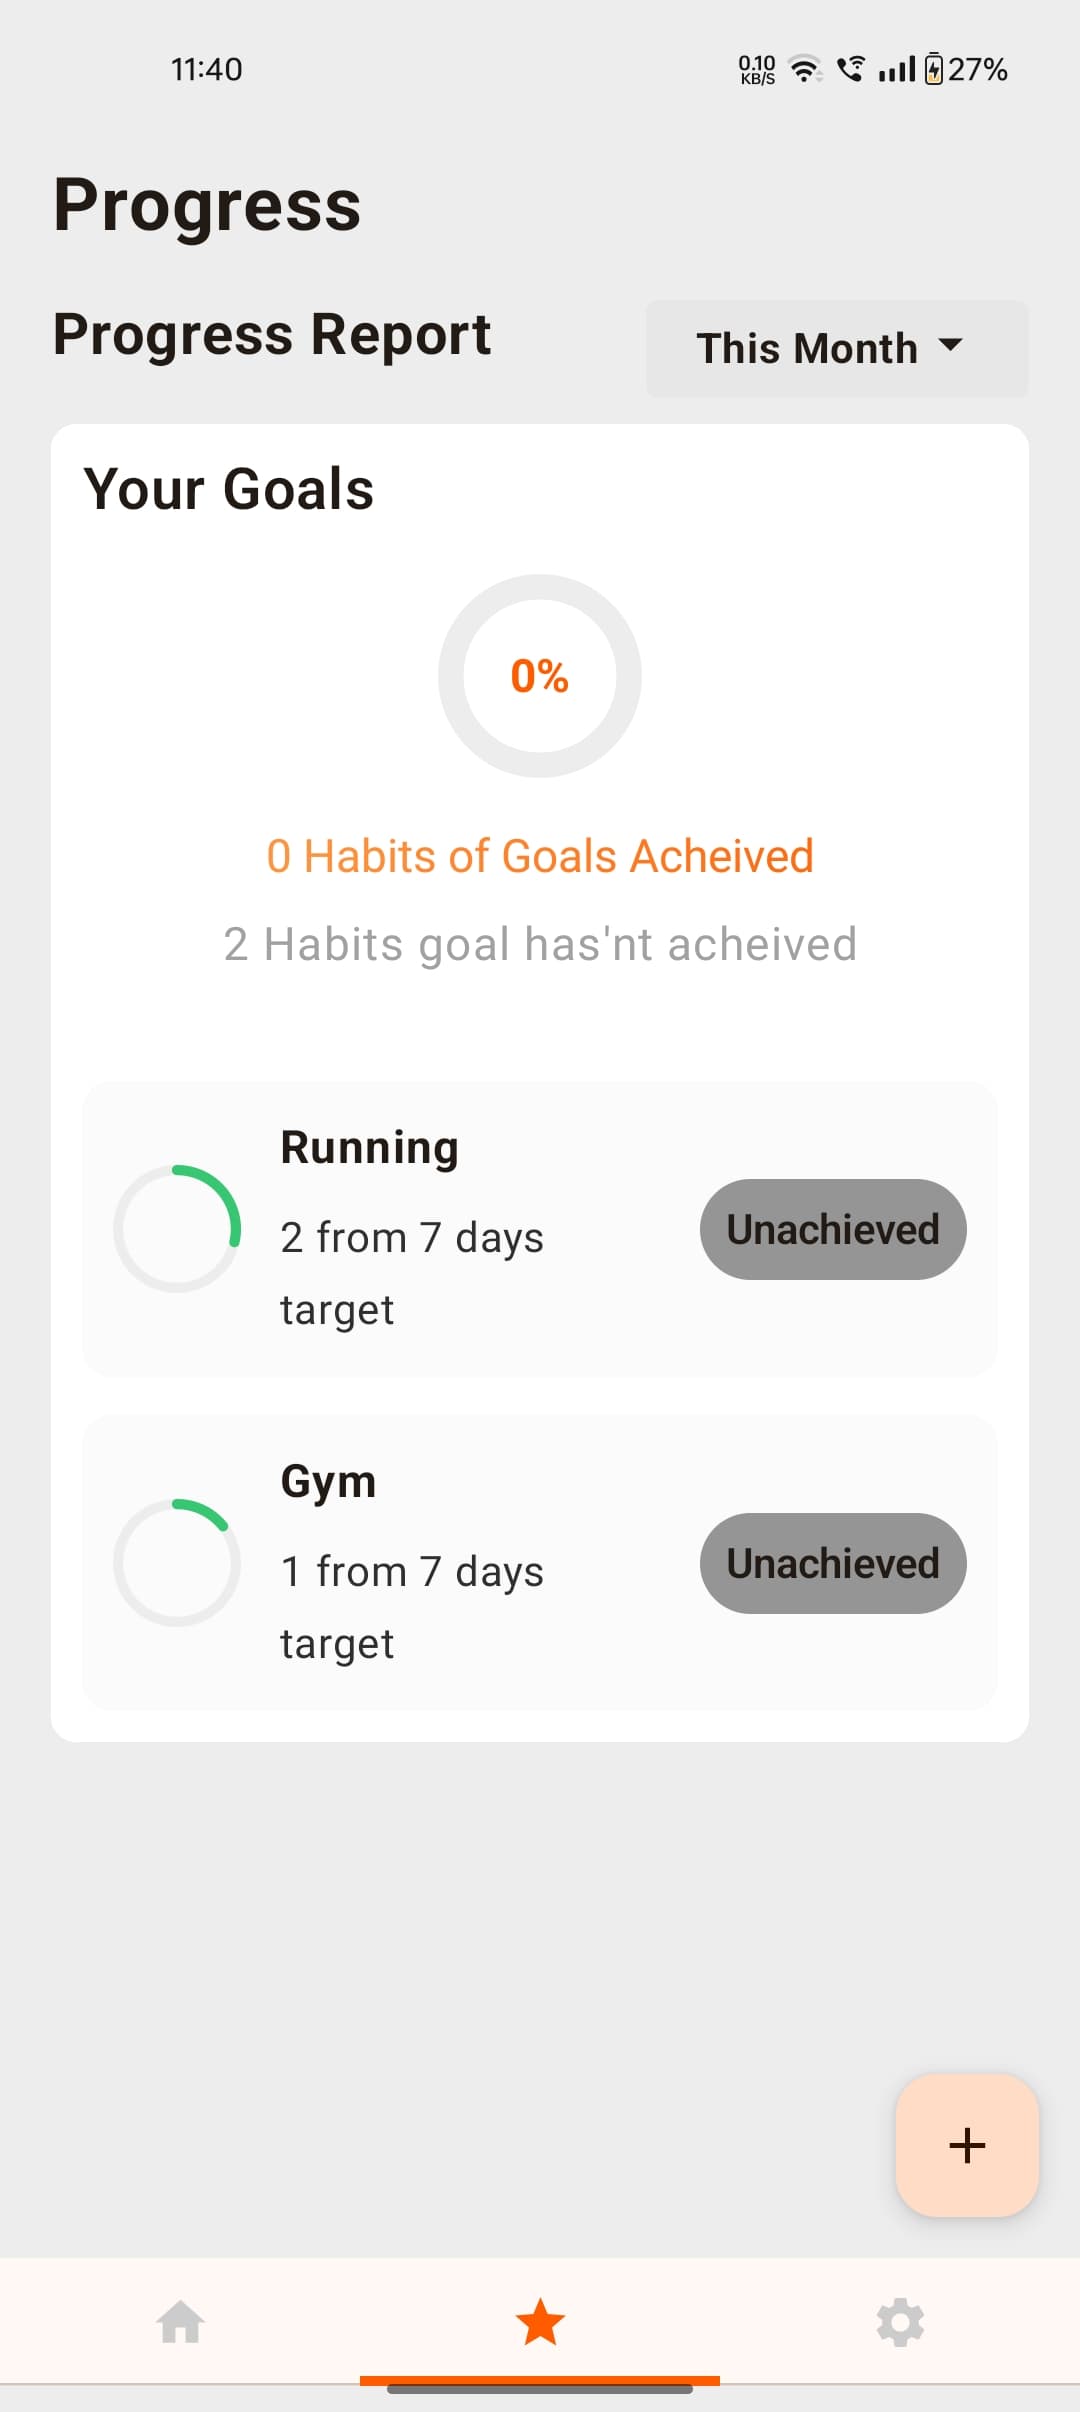 11:40
0.10
KB/S
27%
Progress
Progress Report
This Month
Your Goals
0%
0 Habits of Goals Acheived
2 Habits goal has'nt acheived
Running
2 from 7 days
target
Unachieved
Gym
1 from 7 days
target
Unachieved